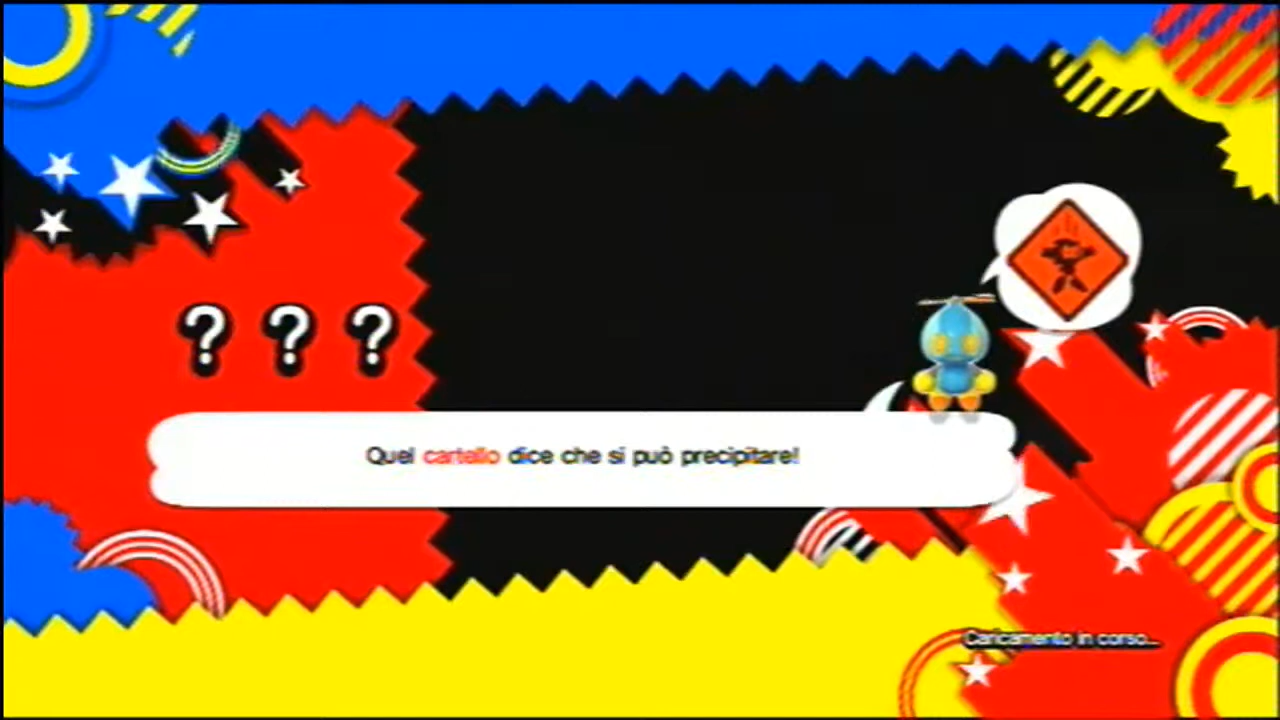 ? ? ?
Quel cartello dice che si può precipitare!
Caricamento in corso...